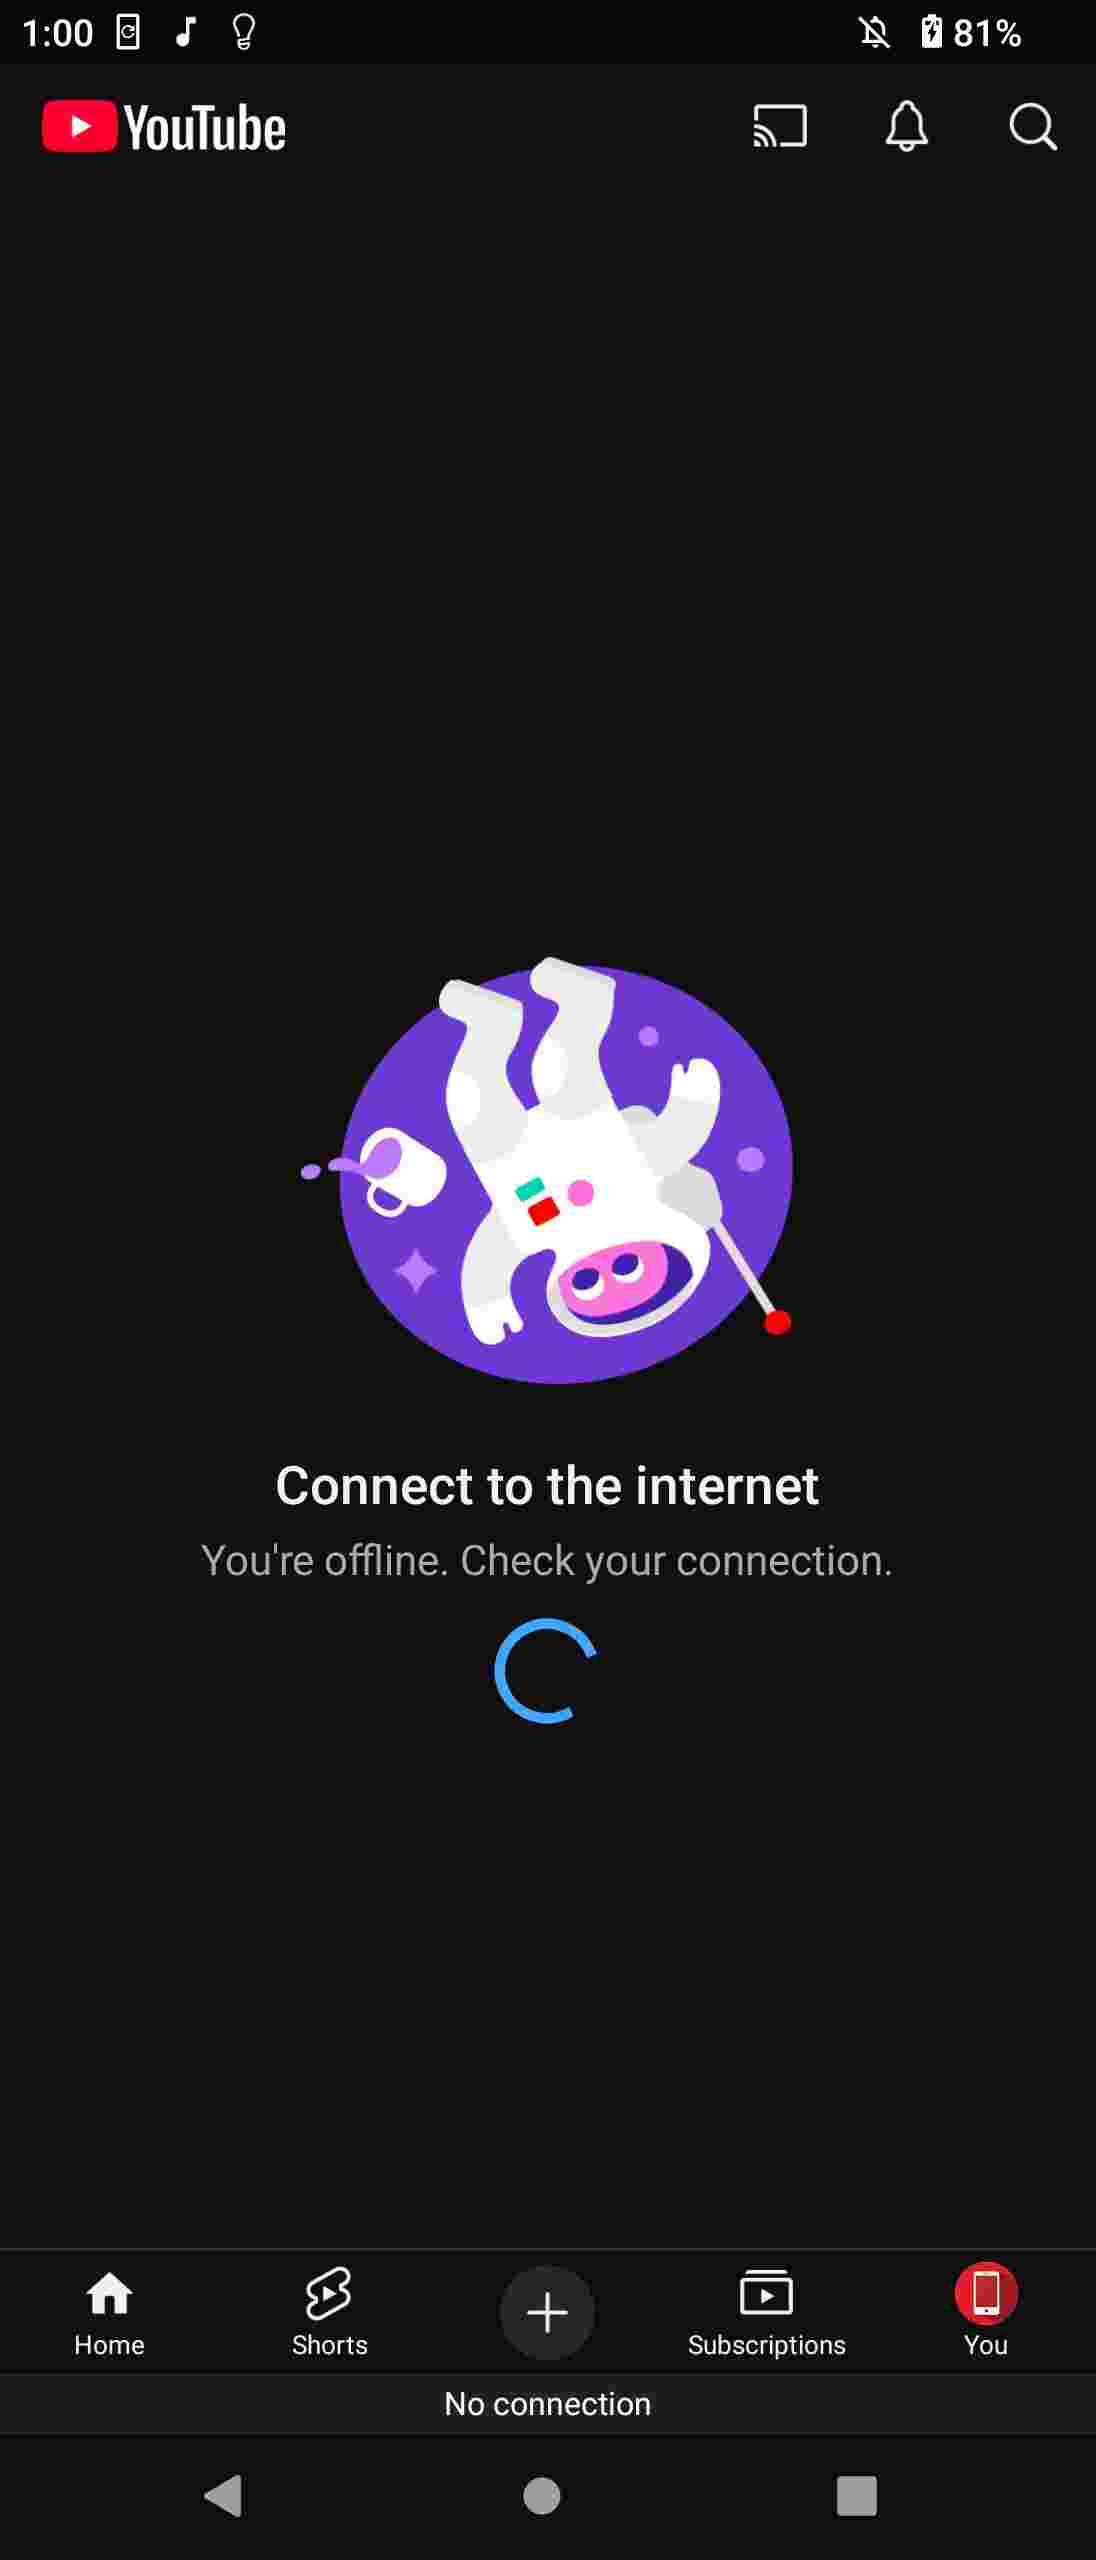 1:00
81%
YouTube
Connect to the internet
You're offline. Check your connection.
Home
Shorts
Subscriptions
You
No connection